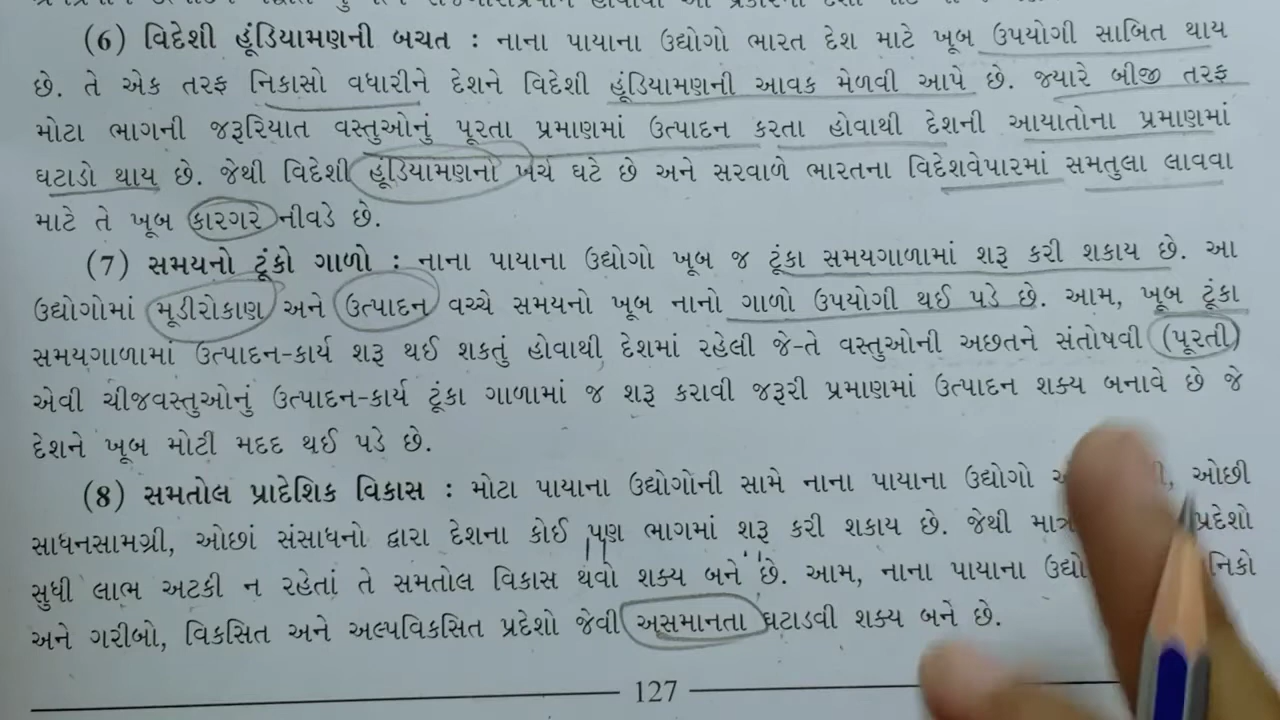 (6) વિદેશી હૂંડિયામણની બચત : નાના પાયાના ઉદ્યોગો ભારત દેશ માટે ખૂબ ઉપયોગી સાબિત થાય
છે. તે એક તરફ નિકાસો વધારીને દેશને વિદેશી હૂંડિયામણની આવક મેળવી આપે છે. જ્યારે બીજી તરફ
મોટા ભાગની જરૂરિયાત વસ્તુઓનું પૂરતા પ્રમાણમાં ઉત્પાદન કરતા હોવાથી દેશની આયાતોના પ્રમાણમાં
ઘટાડો થાય છે. જેથી વિદેશી હૂંડિયામણનો ખર્ચ ઘટે છે અને સરવાળે ભારતના વિદેશવેપારમાં સમતુલા લાવવા
માટે તે ખૂબ કારગર નીવડે છે.
(7) સમયનો ટૂંકો ગાળો : નાના પાયાના ઉદ્યોગો ખૂબ જ ટૂંકા સમયગાળામાં શરૂ કરી શકાય છે. આ
ઉદ્યોગોમાં મૂડીરોકાણ અને ઉત્પાદન વચ્ચે સમયનો ખૂબ નાનો ગાળો ઉપયોગી થઈ પડે છે. આમ, ખૂબ ટૂંકા
સમયગાળામાં ઉત્પાદન-કાર્ય શરૂ થઈ શકતું હોવાથી દેશમાં રહેલી જે-તે વસ્તુઓની અછતને સંતોષવી (પૂરતી)
એવી ચીજવસ્તુઓનું ઉત્પાદન-કાર્ય ટૂંકા ગાળામાં જ શરૂ કરાવી જરૂરી પ્રમાણમાં ઉત્પાદન શક્ય બનાવે છે જે
દેશને ખૂબ મોટી મદદ થઈ પડે છે.
(8) સમતોલ પ્રાદેશિક વિકાસ : મોટા પાયાના ઉદ્યોગોની સામે નાના પાયાના ઉદ્યોગો ઓછી
સાધનસામગ્રી, ઓછાં સંસાધનો દ્વારા દેશના કોઈ પણ ભાગમાં શરૂ કરી શકાય છે. જેથી પ્રદેશો
સુધી લાભ અટકી ન રહેતાં તે સમતોલ વિકાસ થવો શક્ય બને છે. આમ, નાના પાયાના
અને ગરીબો, વિકસિત અને અલ્પવિકસિત પ્રદેશો જેવી અસમાનતા ઘટાડવી શક્ય બને છે.
127